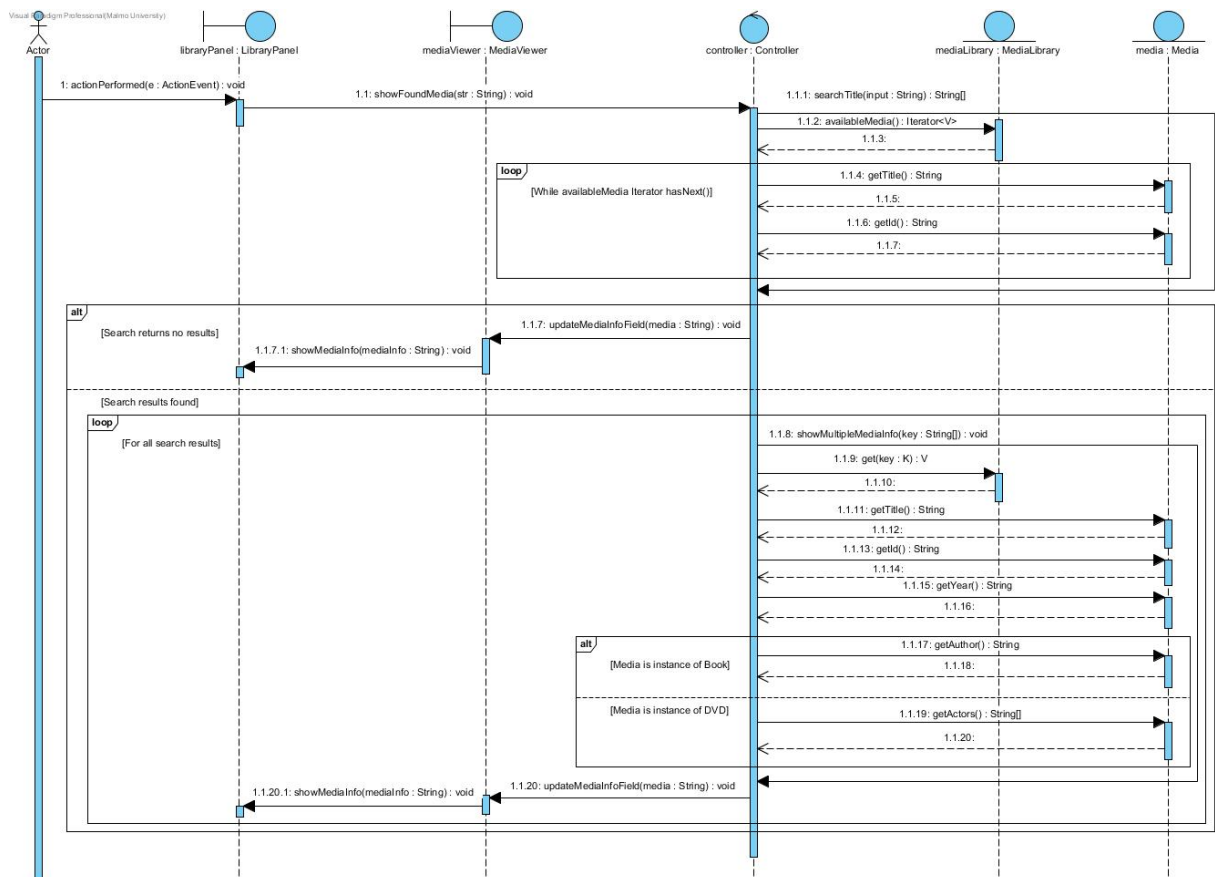 Visual Paradigm Professional(Malmo University)
Actor
libraryPanel : LibraryPanel
mediaViewer : MediaViewer
controller : Controller
mediaLibrary : MediaLibrary
media : Media
1: actionPerformed(e : ActionEvent) : void
1.1: showFoundMedia(str : String) : void
1.1.1: searchTitle(input : String) : String[]
1.1.2: availableMedia() : Iterator<V>
1.1.3:
loop
[While availableMedia Iterator hasNext()]
1.1.4: getTitle() : String
1.1.5:
1.1.6: getId() : String
1.1.7:
alt
[Search returns no results]
1.1.7: updateMediaInfoField(media : String) : void
1.1.7.1: showMediaInfo(mediaInfo : String) : void
[Search results found]
loop
[For all search results]
1.1.8: showMultipleMediaInfo(key : String[]) : void
1.1.9: get(key : K) : V
1.1.10:
1.1.11: getTitle() : String
1.1.12:
1.1.13: getId() : String
1.1.14:
1.1.15: getYear() : String
1.1.16:
alt
[Media is instance of Book]
1.1.17: getAuthor() : String
1.1.18:
[Media is instance of DVD]
1.1.19: getActors() : String[]
1.1.20:
1.1.20: updateMediaInfoField(media : String) : void
1.1.20.1: showMediaInfo(mediaInfo : String) : void